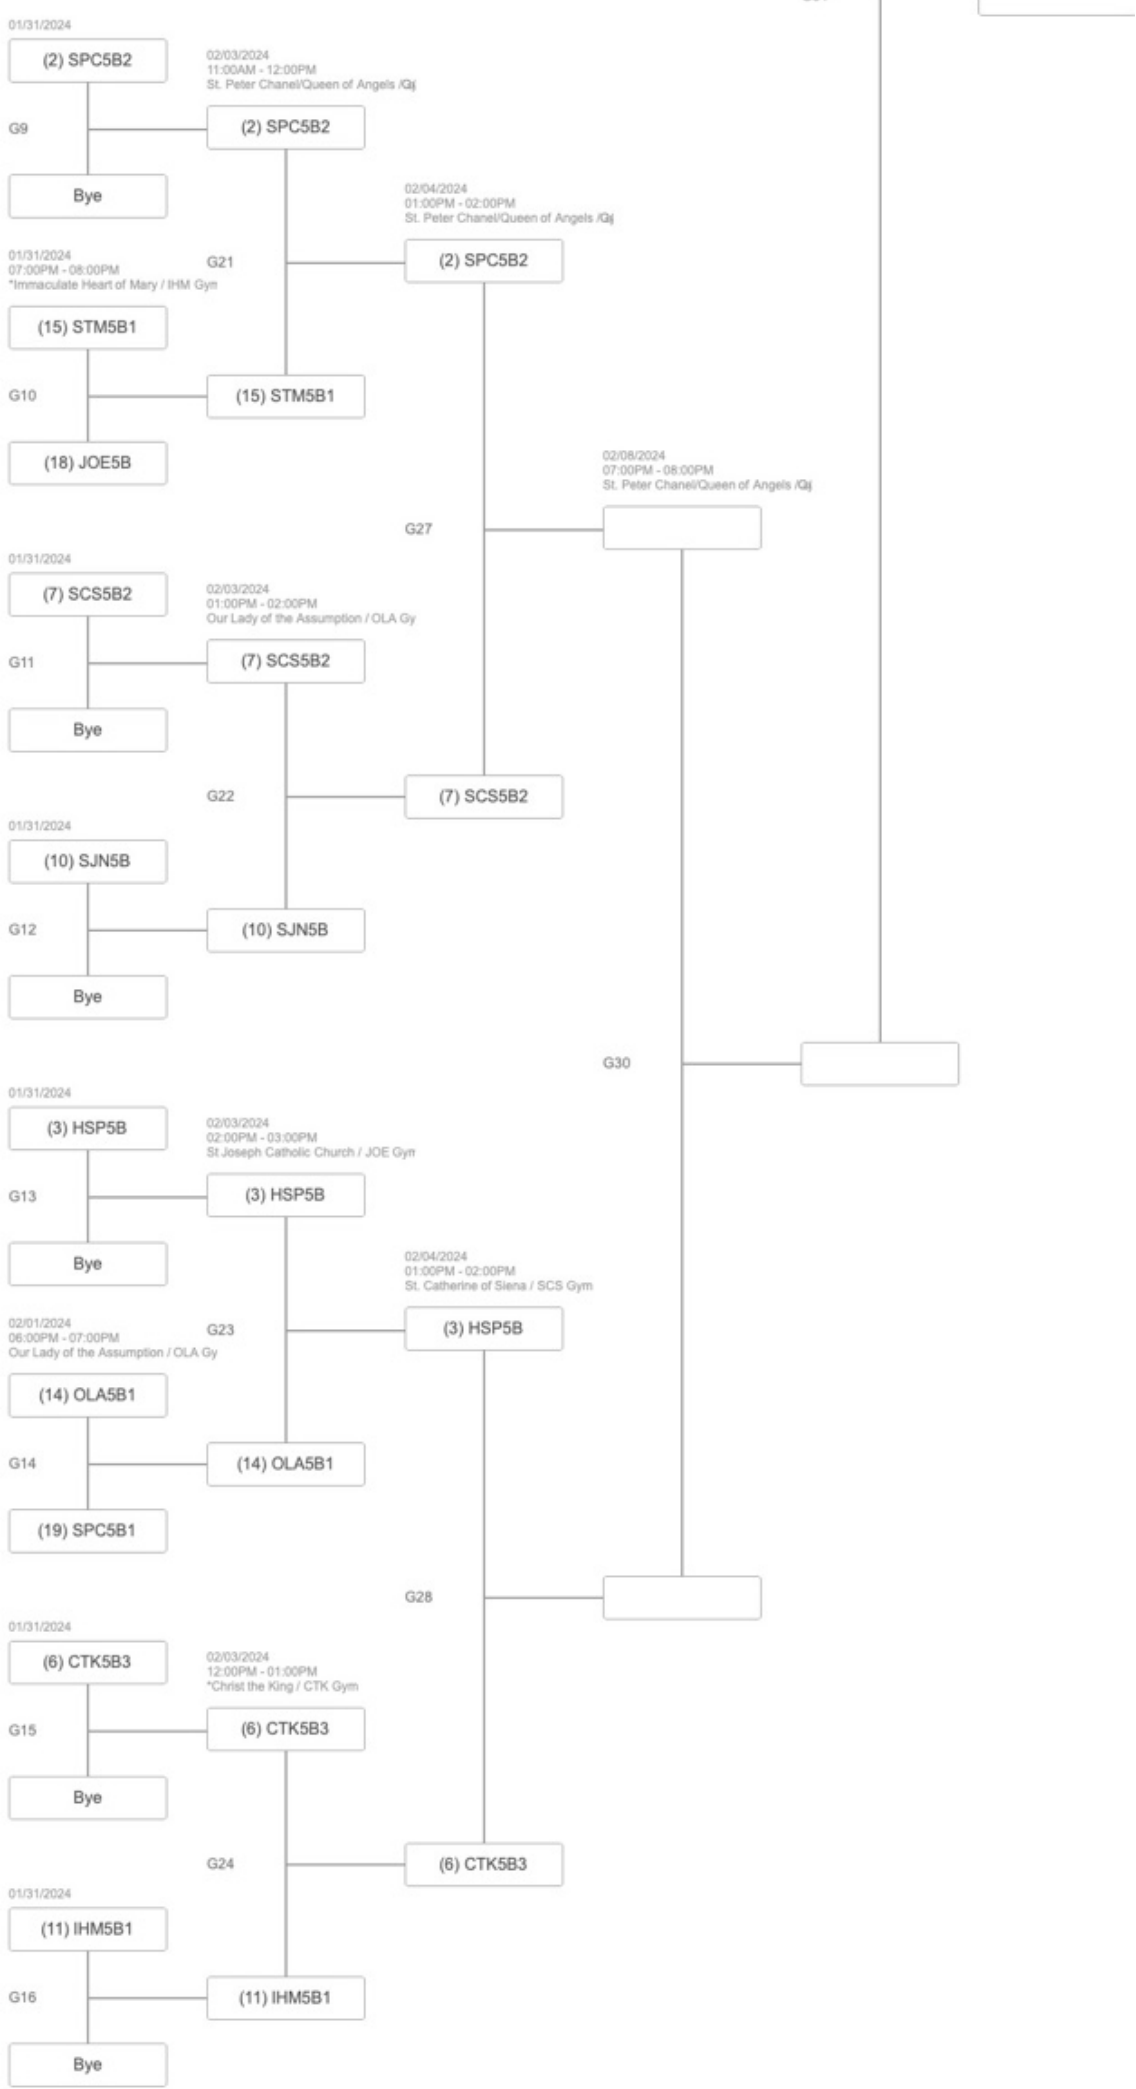 01/31/2024
(2) SPC5B2
G9
Bye
02/03/2024
11:00AM - 12:00PM
St. Peter Chanel/Queen of Angels /
(2) SPC5B2
01/31/2024
07:00PM - 08:00PM
*Immaculate Heart of Mary / IHM Gym
(15) STM5B1
G10
(18) JOE5B
G21
(15) STM5B1
02/04/2024
01:00PM - 02:00PM
St. Peter Chanel/Queen of Angels /
(2) SPC5B2
01/31/2024
(7) SCS5B2
G11
Bye
02/03/2024
01:00PM - 02:00PM
Our Lady of the Assumption / OLA Gy
(7) SCS5B2
G22
01/31/2024
(10) SJN5B
G12
Bye
(10) SJN5B
G27
(7) SCS5B2
02/08/2024
07:00PM - 08:00PM
St. Peter Chanel/Queen of Angels /
G30
01/31/2024
(3) HSP5B
G13
Bye
02/03/2024
02:00PM - 03:00PM
St Joseph Catholic Church / JOE Gym
(3) HSP5B
02/01/2024
06:00PM - 07:00PM
Our Lady of the Assumption / OLA Gy
(14) OLA5B1
G14
(19) SPC5B1
G23
(14) OLA5B1
02/04/2024
01:00PM - 02:00PM
St. Catherine of Siena / SCS Gym
(3) HSP5B
G28
01/31/2024
(6) CTK5B3
G15
Bye
02/03/2024
12:00PM - 01:00PM
*Christ the King / CTK Gym
(6) CTK5B3
G24
(6) CTK5B3
01/31/2024
(11) IHM5B1
G16
Bye
(11) IHM5B1